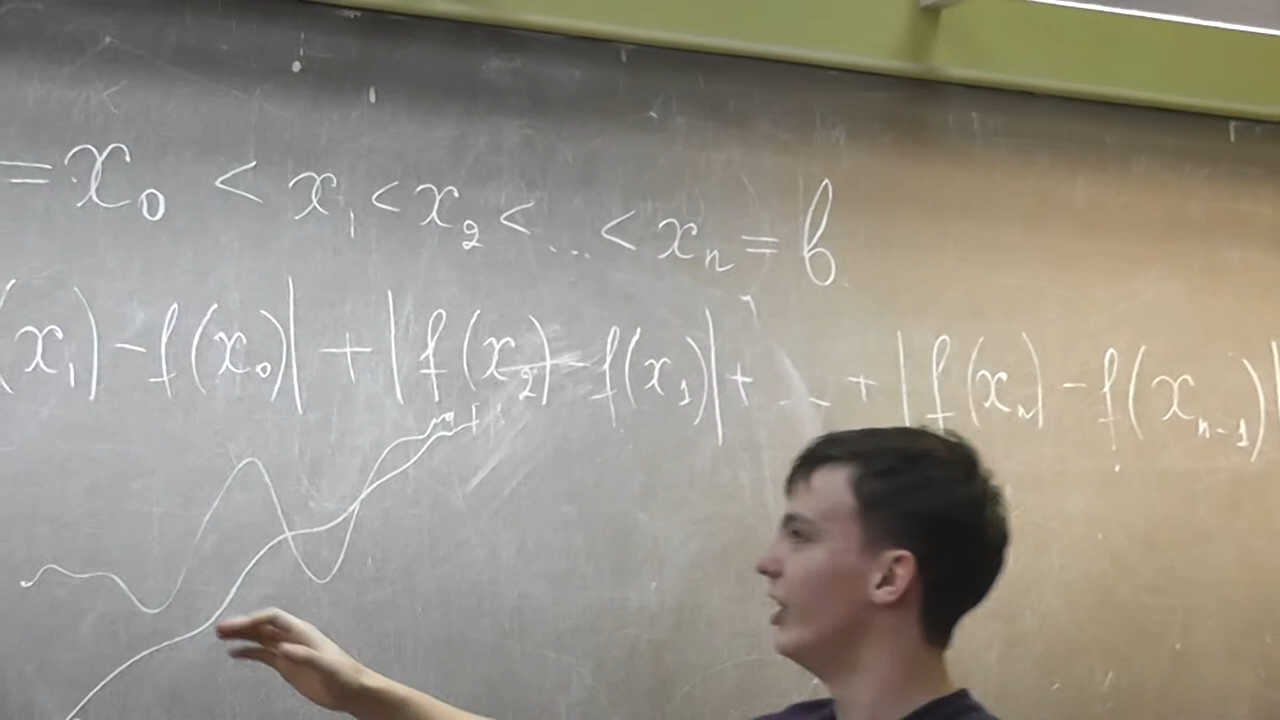 = x₀ < x₁ < x₂ < ... < xₙ = b
(x₁) - f(x₀)| + |f(x₂) - f(x₁)| + ... + |f(xₙ) - f(xₙ₋₁)|